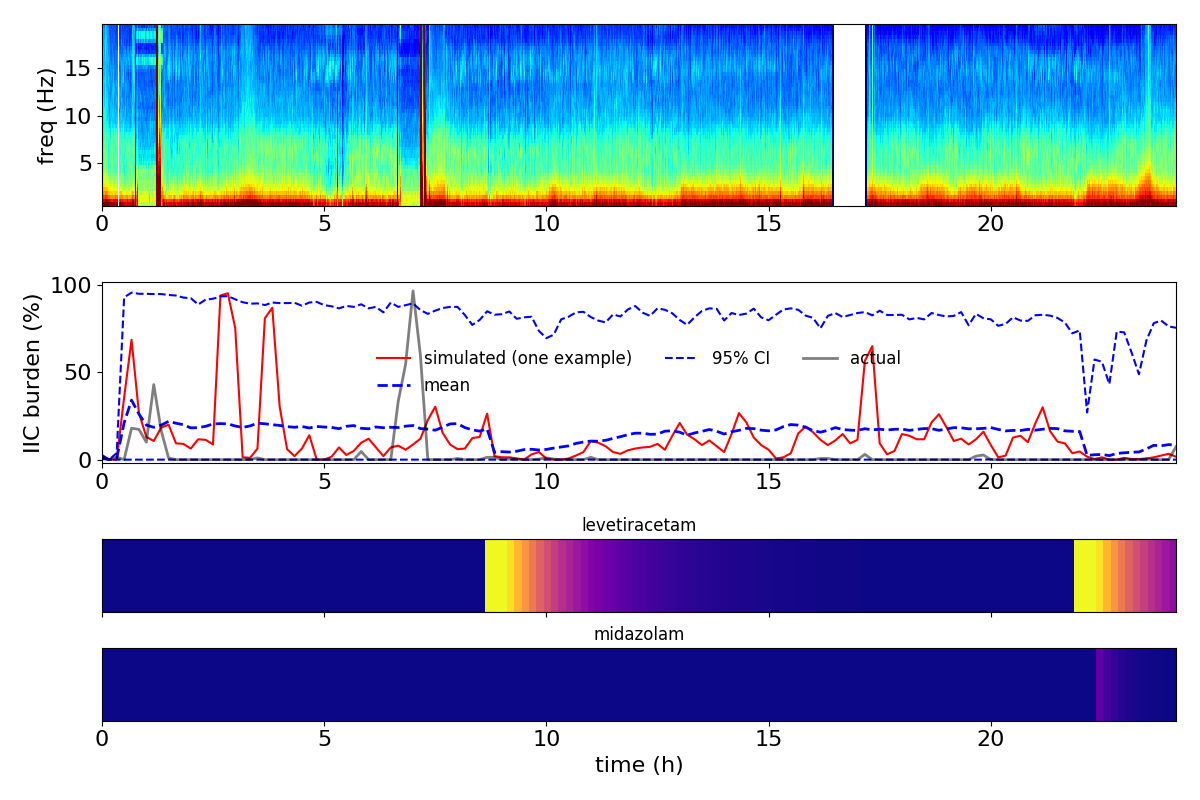 freq (Hz)
15
10
5
0 5 10 15 20
IIC burden (%)
100
50
0
simulated (one example) 95% CI actual
mean
0 5 10 15 20
levetiracetam
midazolam
0 5 10 15 20
time (h)